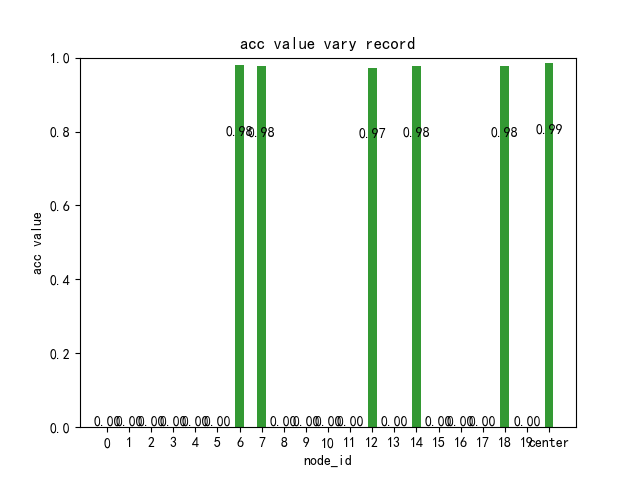 acc value vary record
1.0
0.8
0.6
0.4
0.2
0.0
acc value
0.98 0.98 0.97 0.98 0.98 0.99
0.00 0.00 0.00 0.00 0.00 0.00 0.00 0.00 0.00 0.00 0.00 0.00 0.00 0.00 0.00
0 1 2 3 4 5 6 7 8 9 10 11 12 13 14 15 16 17 18 19 center
node_id